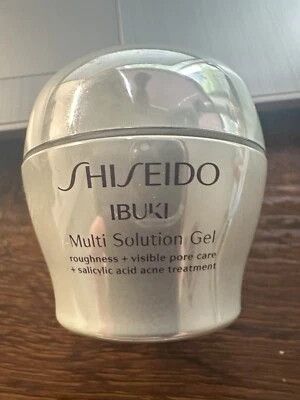 SHISEIDO
IBUKI
Multi Solution Gel
roughness + visible pore care
+ salicylic acid acne treatment